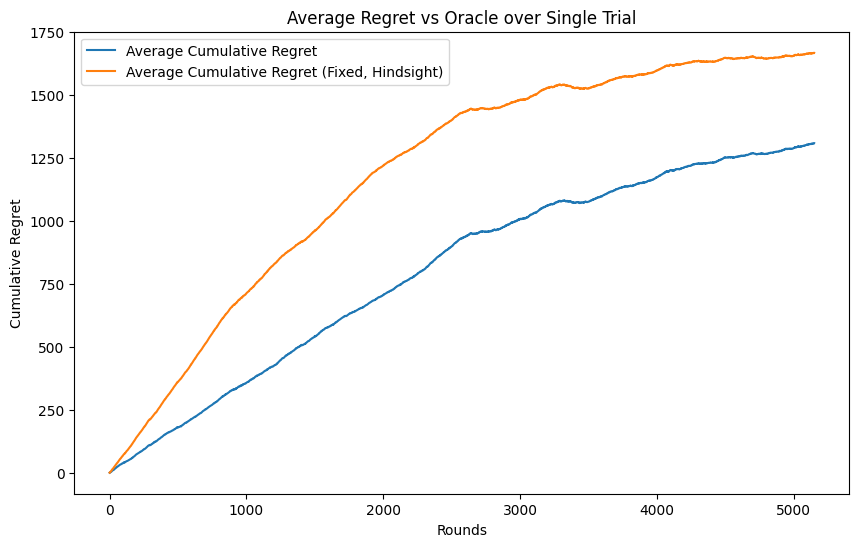 Average Regret vs Oracle over Single Trial
Average Cumulative Regret
Average Cumulative Regret (Fixed, Hindsight)
Cumulative Regret
1750
1500
1250
1000
750
500
250
0
0 1000 2000 3000 4000 5000
Rounds